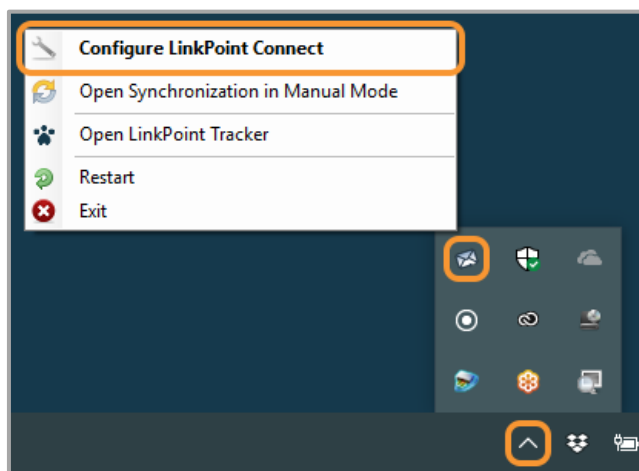 Configure LinkPoint Connect
Open Synchronization in Manual Mode
Open LinkPoint Tracker
Restart
Exit